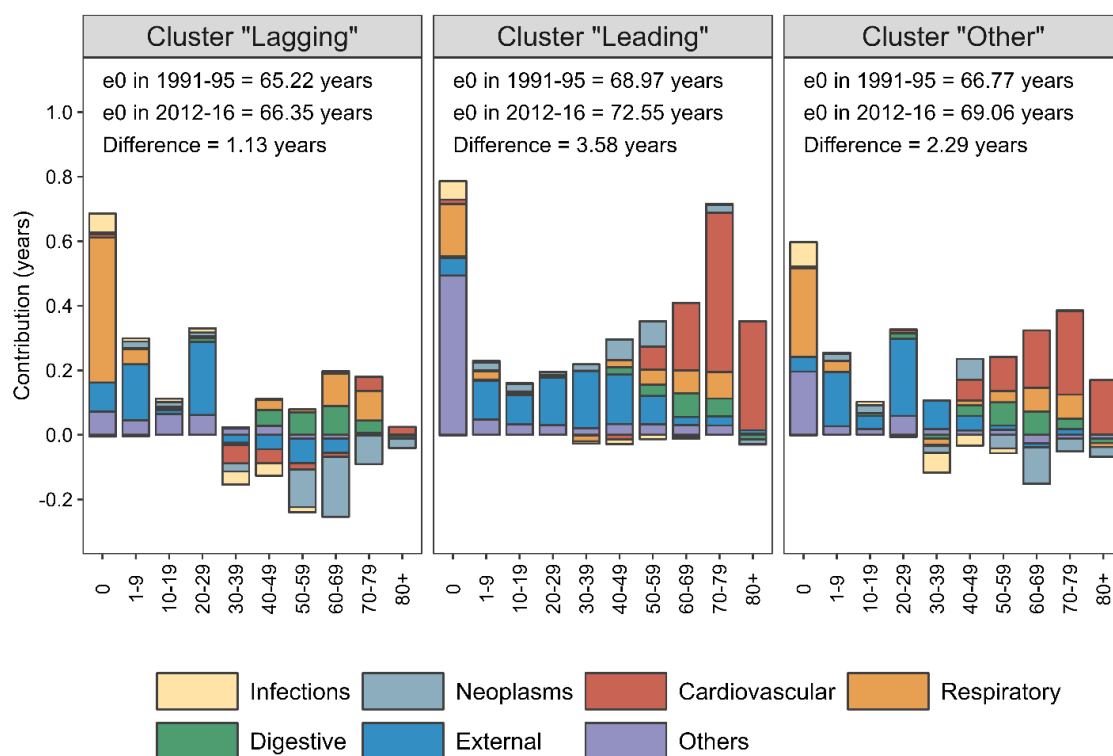 Cluster "Lagging"
Cluster "Leading"
Cluster "Other"
e0 in 1991-95 = 65.22 years
e0 in 2012-16 = 66.35 years
Difference = 1.13 years
e0 in 1991-95 = 68.97 years
e0 in 2012-16 = 72.55 years
Difference = 3.58 years
e0 in 1991-95 = 66.77 years
e0 in 2012-16 = 69.06 years
Difference = 2.29 years
Contribution (years)
1.0
0.8
0.6
0.4
0.2
0.0
-0.2
0 1-9 10-19 20-29 30-39 40-49 50-59 60-69 70-79 80+
0 1-9 10-19 20-29 30-39 40-49 50-59 60-69 70-79 80+
0 1-9 10-19 20-29 30-39 40-49 50-59 60-69 70-79 80+
Infections Neoplasms Cardiovascular Respiratory
Digestive External Others